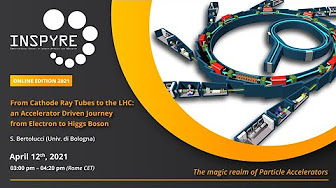 INSPYRE
ONLINE EDITION 2021
From Cathode Ray Tubes to the LHC:
an Accelerator Driven Journey
from Electron to Higgs Boson
S. Bertolucci (Univ. di Bologna)
April 12th, 2021
03:00 pm – 04:20 pm (Rome CET)
The magic realm of Particle Accelerators